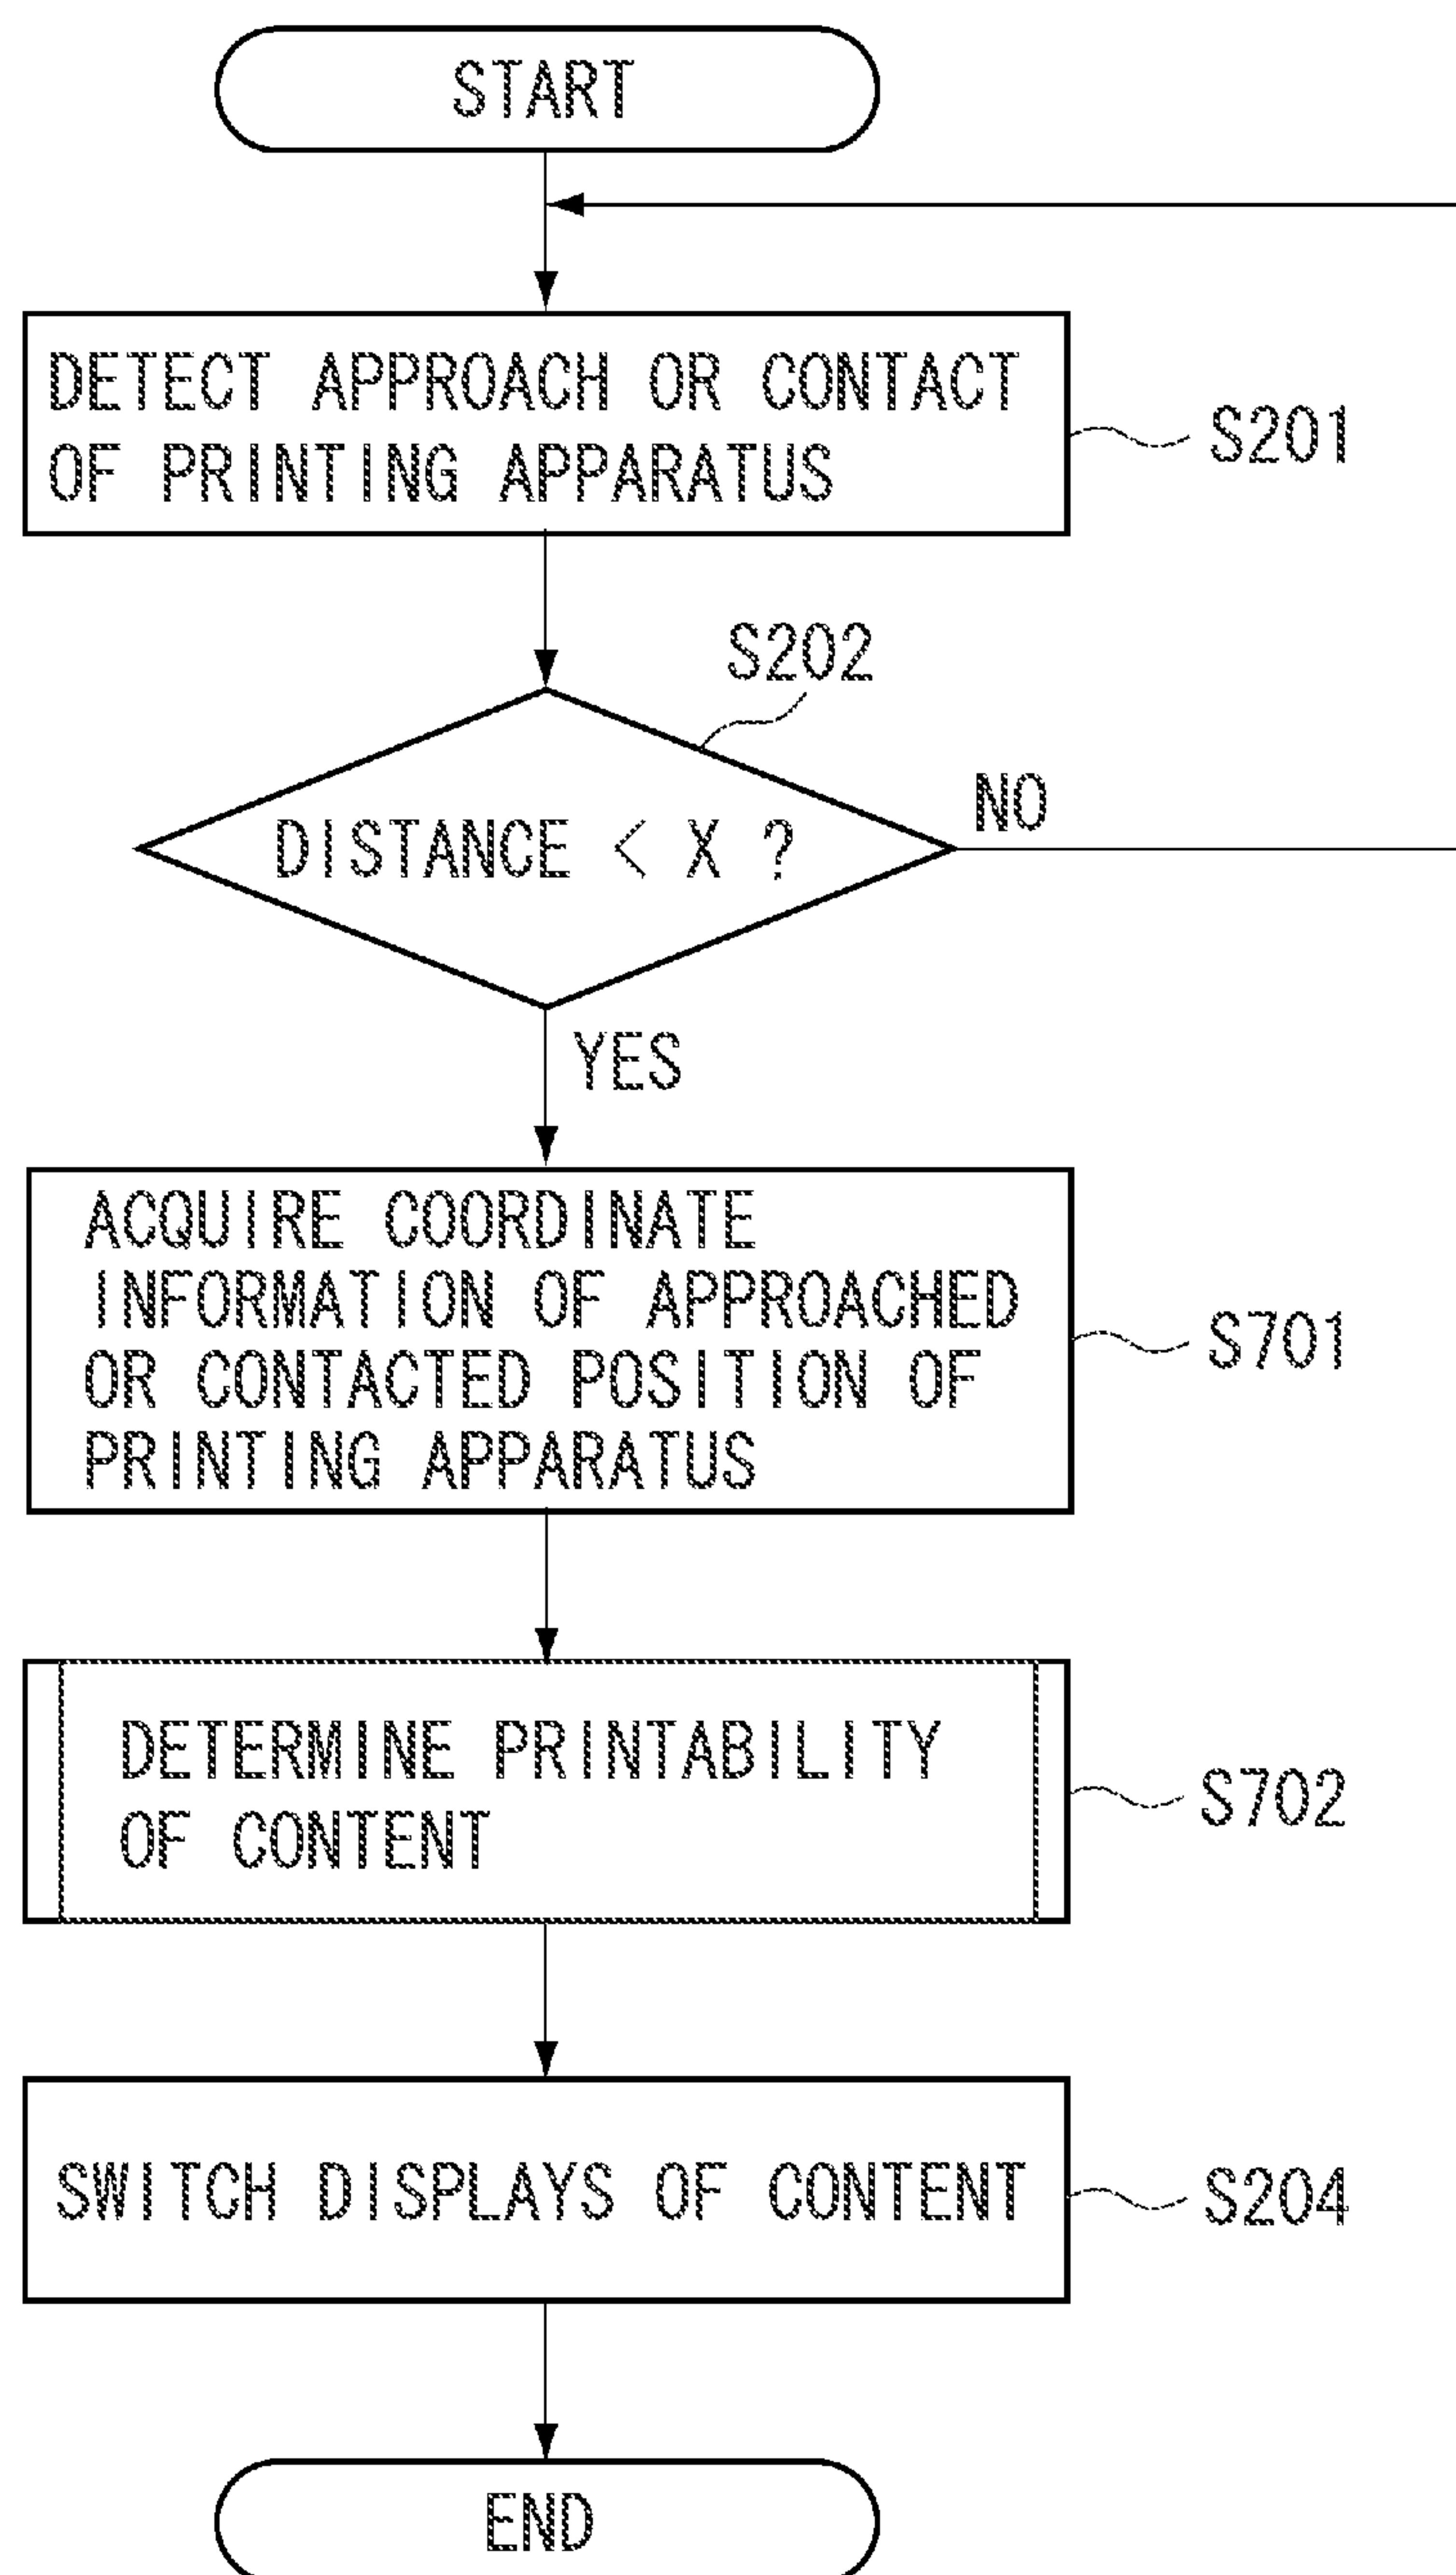 START
DETECT APPROACH OR CONTACT
OF PRINTING APPARATUS
S201
S202
DISTANCE < X ?
NO
YES
ACQUIRE COORDINATE
INFORMATION OF APPROACHED
OR CONTACTED POSITION OF
PRINTING APPARATUS
S701
DETERMINE PRINTABILITY
OF CONTENT
S702
SWITCH DISPLAYS OF CONTENT
S204
END